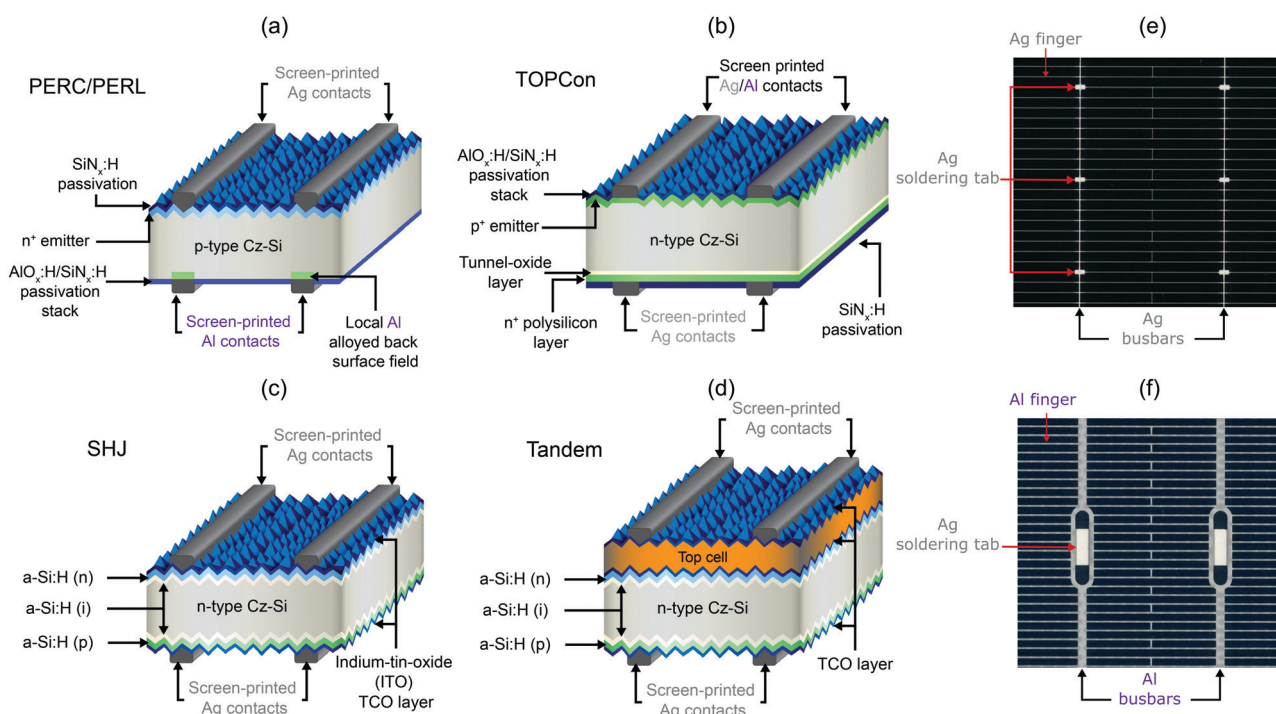 (a)
PERC/PERL
Screen-printed
Ag contacts
SiNₓ:H
passivation
n⁺ emitter
p-type Cz-Si
AlOₓ:H/SiNₓ:H
passivation
stack
Screen-printed
Al contacts
Local Al
alloyed back
surface field
(b)
TOPCon
Screen printed
Ag/Al contacts
AlOₓ:H/SiNₓ:H
passivation
stack
p⁺ emitter
n-type Cz-Si
Tunnel-oxide
layer
n⁺ polysilicon
layer
Screen-printed
Ag contacts
SiNₓ:H
passivation
(e)
Ag finger
Ag
soldering tab
Ag
busbars
(c)
SHJ
Screen-printed
Ag contacts
a-Si:H (n)
a-Si:H (i)
a-Si:H (p)
n-type Cz-Si
Screen-printed
Ag contacts
Indium-tin-oxide
(ITO)
TCO layer
(d)
Tandem
Screen-printed
Ag contacts
Top cell
a-Si:H (n)
a-Si:H (i)
a-Si:H (p)
n-type Cz-Si
Screen-printed
Ag contacts
TCO layer
(f)
Al finger
Ag
soldering tab
Al
busbars